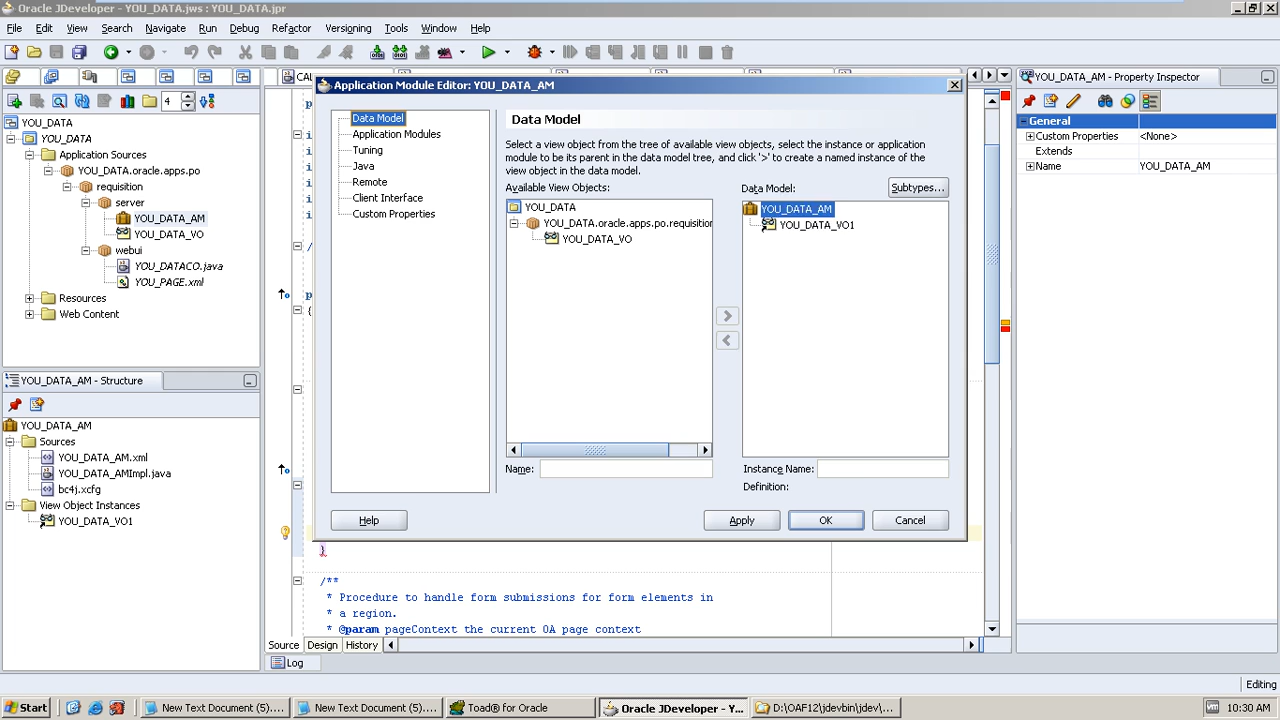 Oracle JDeveloper - YOU_DATA.jws : YOU_DATA.jpr
File Edit View Search Navigate Run Debug Refactor Versioning Tools Window Help
4
YOU_DATA
YOU_DATA
Application Sources
YOU_DATA.oracle.apps.po
requisition
server
YOU_DATA_AM
YOU_DATA_VO
webui
YOU_DATACO.java
YOU_PAGE.xml
Resources
Web Content
YOU_DATA_AM - Structure
YOU_DATA_AM
Sources
YOU_DATA_AM.xml
YOU_DATA_AMImpl.java
bc4j.xcfg
View Object Instances
YOU_DATA_VO1
Application Module Editor: YOU_DATA_AM
Data Model
Application Modules
Tuning
Java
Remote
Client Interface
Custom Properties
Data Model
Select a view object from the tree of available view objects, select the instance or application
module to be its parent in the data model tree, and click '>' to create a named instance of the
view object in the data model.
Available View Objects:
YOU_DATA
YOU_DATA.oracle.apps.po.requisition
YOU_DATA_VO
Name:
Data Model:
Subtypes...
YOU_DATA_AM
YOU_DATA_VO1
Instance Name:
Definition:
Help Apply OK Cancel
}
/**
* Procedure to handle form submissions for form elements in
* a region.
* @param pageContext the current OA page context
Source Design History
Log
YOU_DATA_AM - Property Inspector
General
Custom Properties <None>
Extends
Name YOU_DATA_AM
Editing
Start New Text Document (5).... New Text Document (5).... Toad® for Oracle Oracle JDeveloper - Y... D:\OAF12\jdevbin\jdev\... 10:30 AM